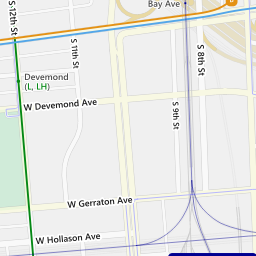 S 12th St
S 11th St
Bay Ave
S 8th St
Devemond
(L, LH)
W Devemond Ave
S 9th St
W Gerraton Ave
W Hollason Ave